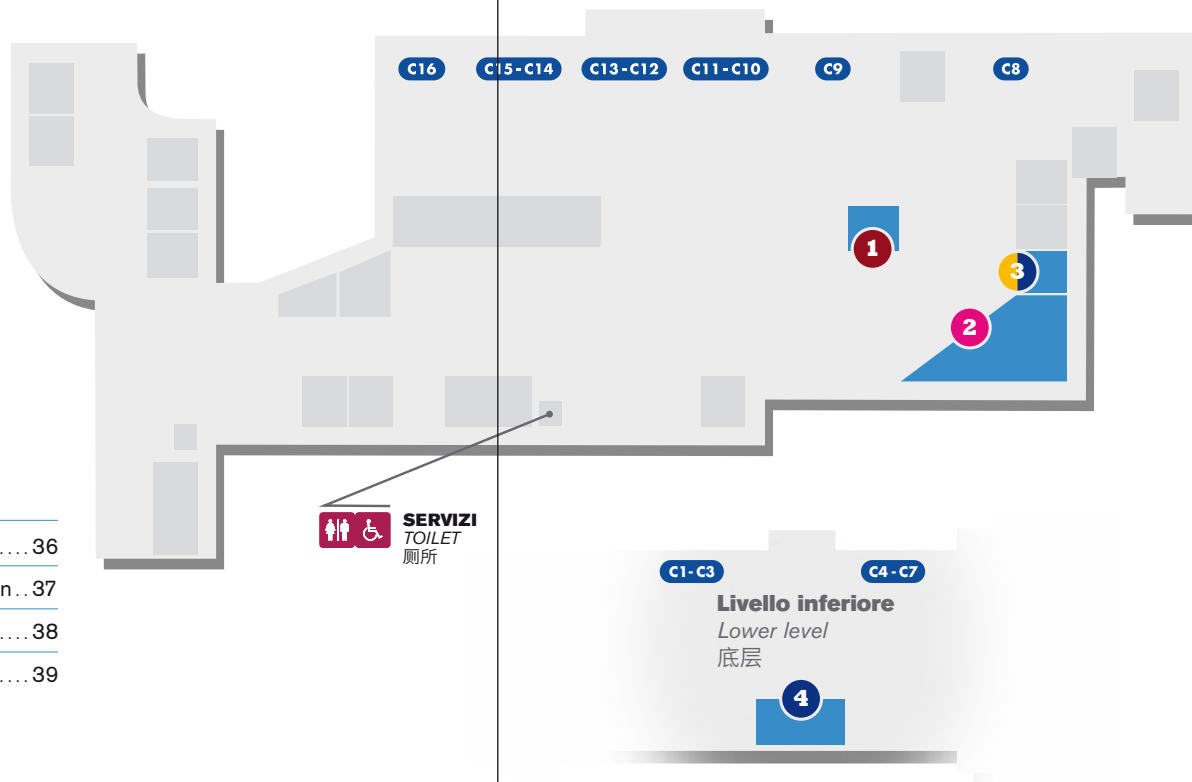 C16 C15-C14 C13-C12 C11-C10 C9 C8
1
3
2
SERVIZI
TOILET
厕所
....36
n..37
....38
....39
C1-C3 C4-C7
Livello inferiore
Lower level
底层
4